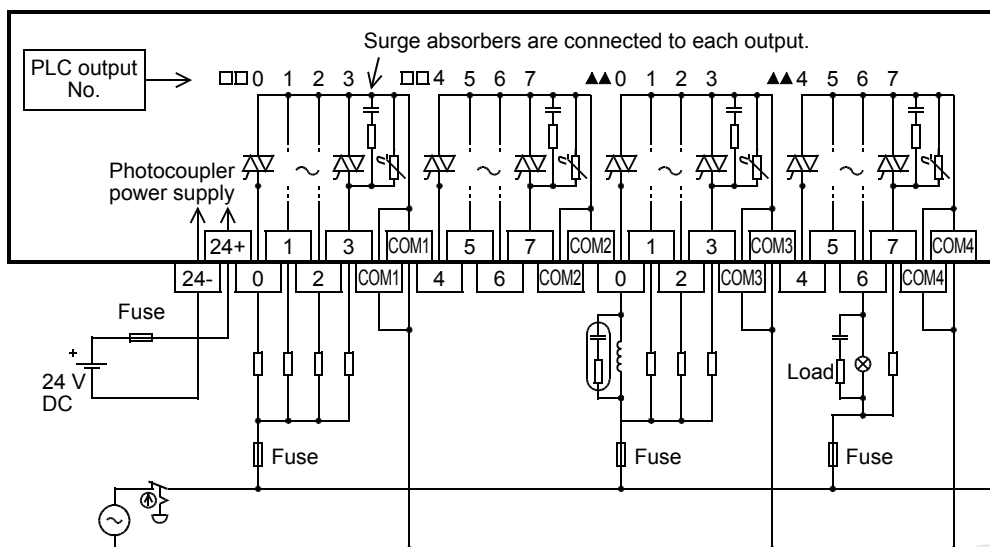 Surge absorbers are connected to each output.
PLC output
No.
□□ 0 1 2 3 □□ 4 5 6 7 ▲▲ 0 1 2 3 ▲▲ 4 5 6 7
Photocoupler
power supply
24+ 1 3 COM1 5 7 COM2 1 3 COM3 5 7 COM4
24- 0 2 COM1 4 6 COM2 0 2 COM3 4 6 COM4
Fuse
+
24 V
DC
Load
Fuse Fuse Fuse